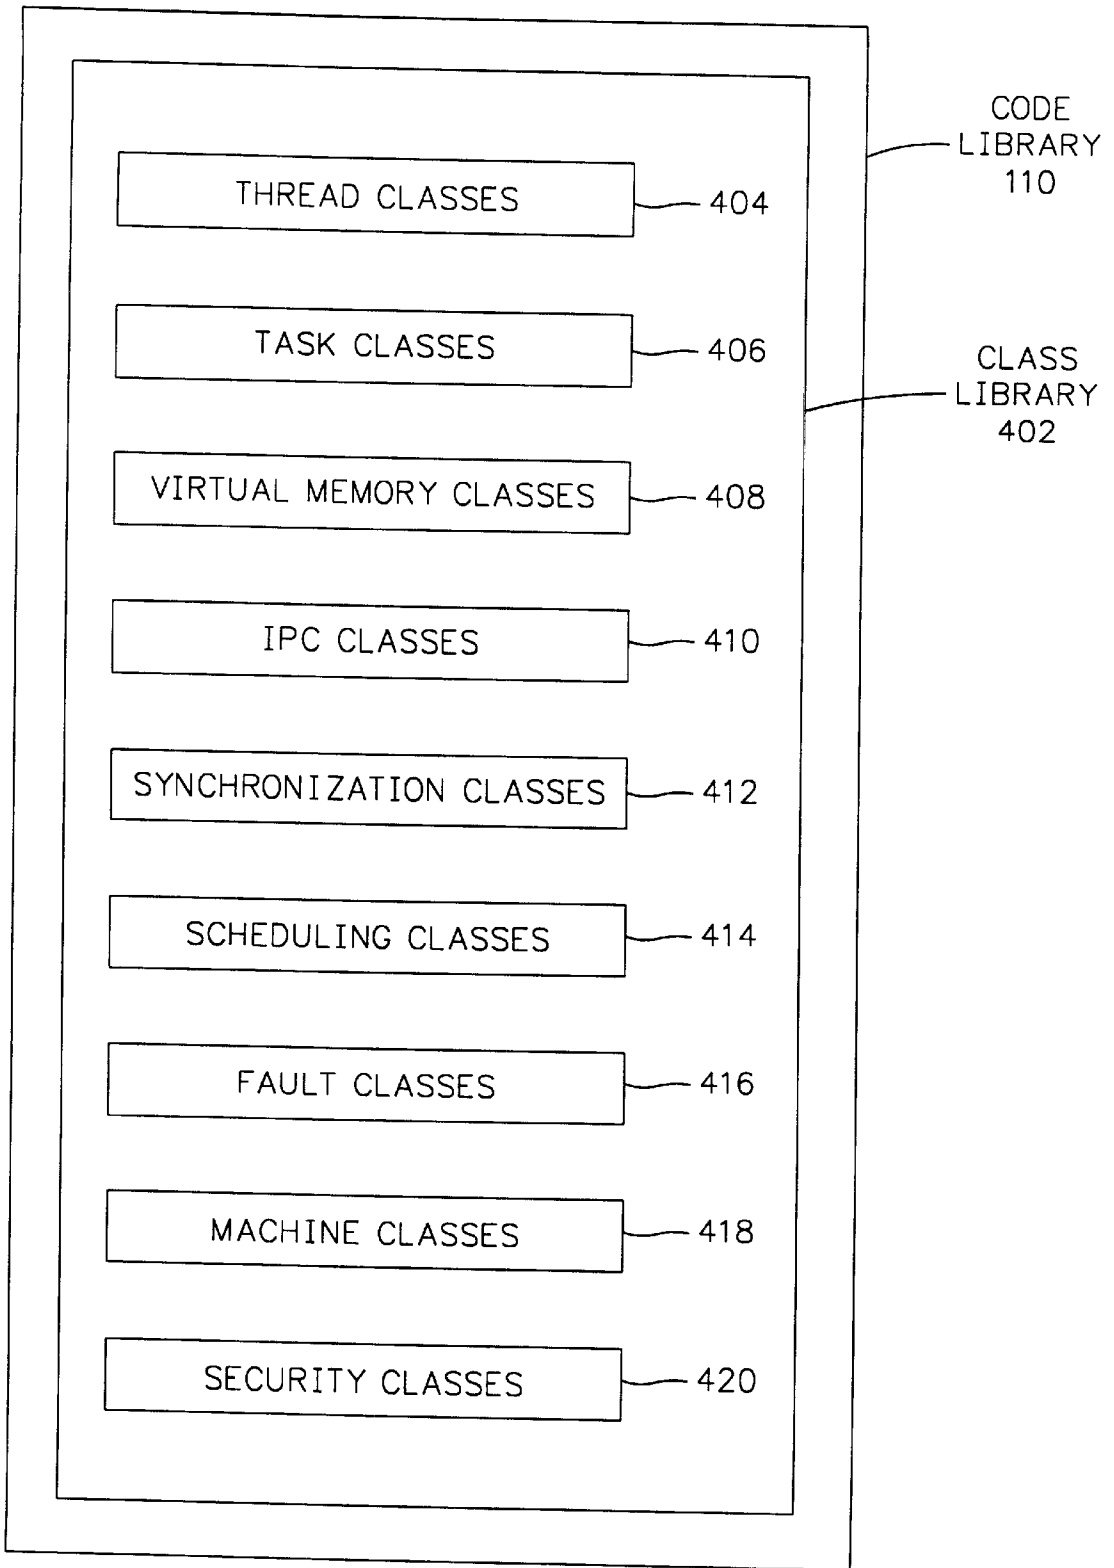 CODE
LIBRARY
110
THREAD CLASSES 404
TASK CLASSES 406
CLASS
LIBRARY
402
VIRTUAL MEMORY CLASSES 408
IPC CLASSES 410
SYNCHRONIZATION CLASSES 412
SCHEDULING CLASSES 414
FAULT CLASSES 416
MACHINE CLASSES 418
SECURITY CLASSES 420